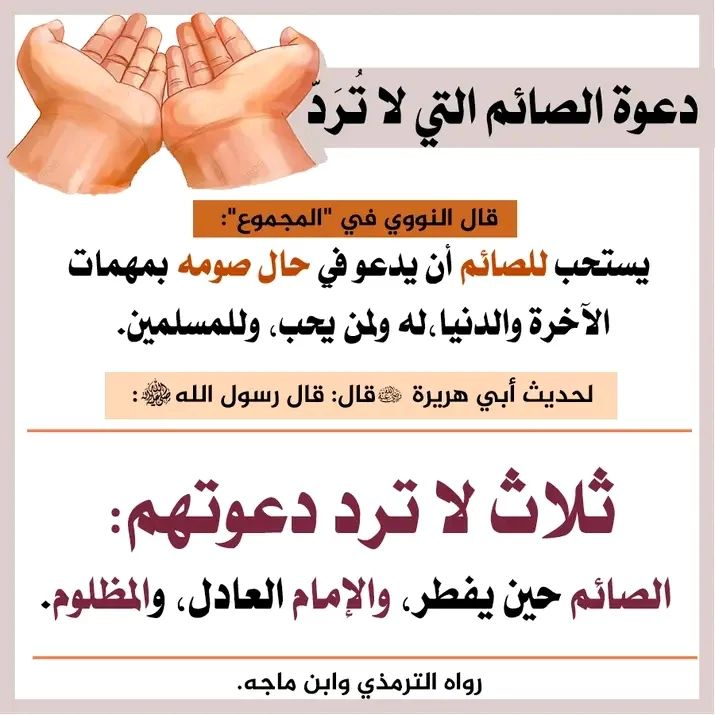 دعوة الصائم التي لا تُرَدّ
قال النووي في "المجموع":
يستحب للصائم أن يدعو في حال صومه بمهمات
الآخرة والدنيا،له ولمن يحب، وللمسلمين.
لحديث أبي هريرة ﵁ قال: قال رسول الله ﷺ :
ثلاث لا ترد دعوتهم:
الصائم حين يفطر، والإمام العادل، والمظلوم.
رواه الترمذي وابن ماجه.